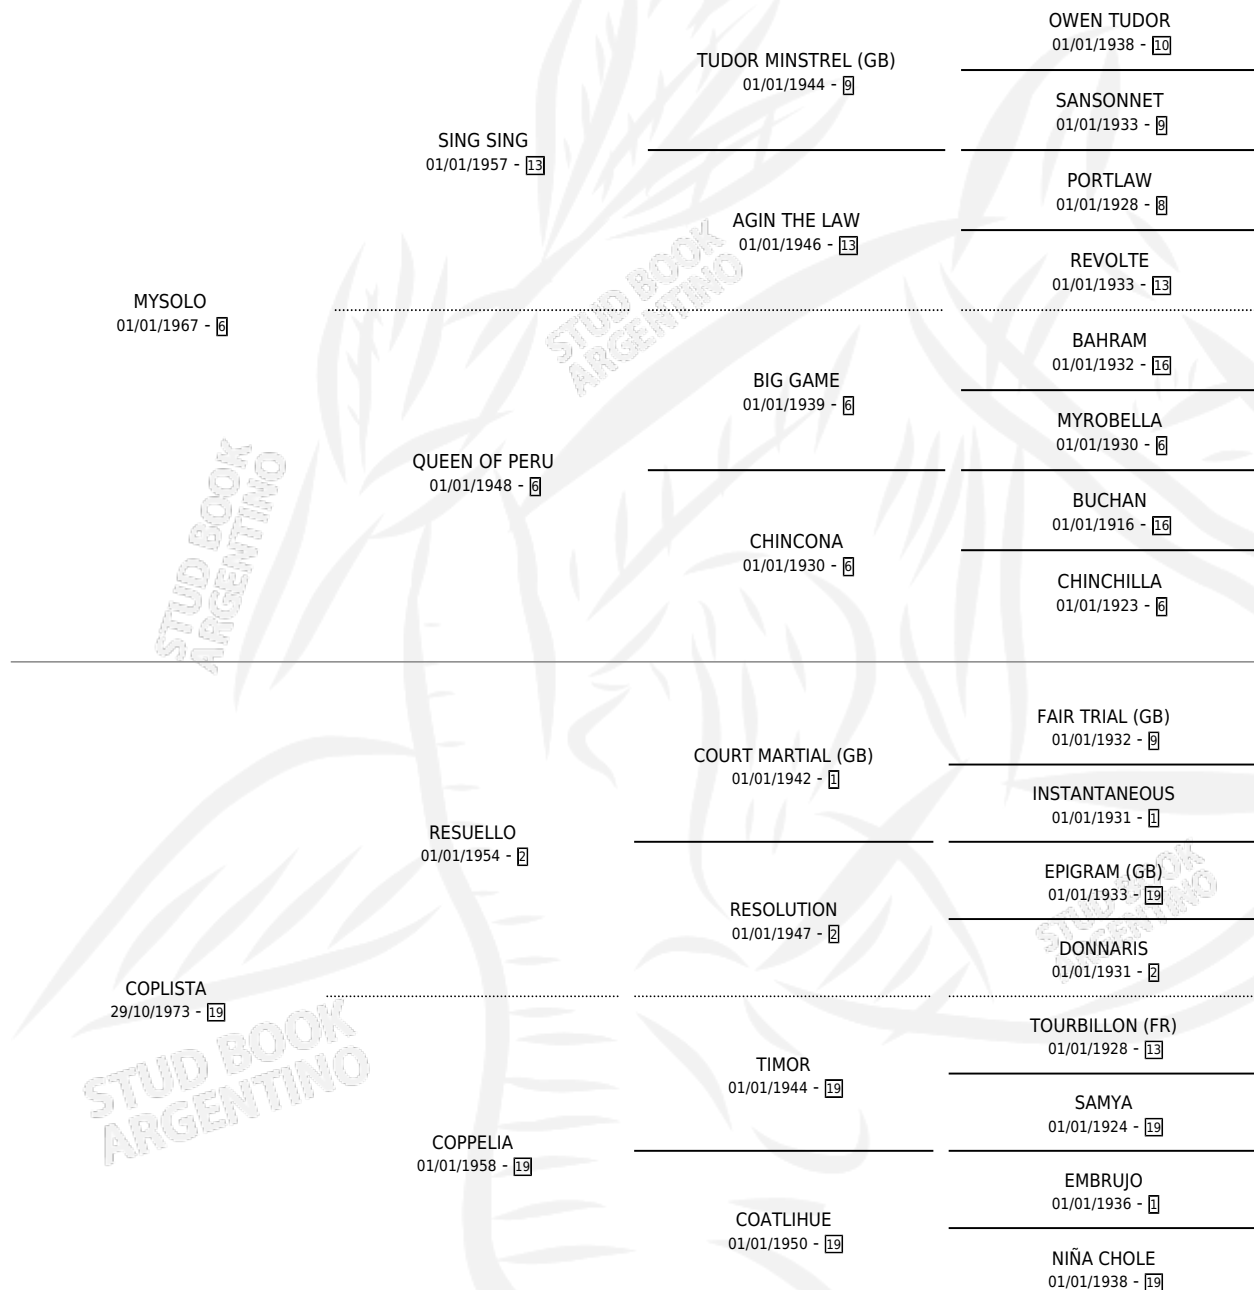 OWEN TUDOR
01/01/1938 - 10
TUDOR MINSTREL (GB)
01/01/1944 - 9
SANSONNET
01/01/1933 - 9
SING SING
01/01/1957 - 13
PORTLAW
01/01/1928 - 8
AGIN THE LAW
01/01/1946 - 13
REVOLTE
01/01/1933 - 13
MYSOLO
01/01/1967 - 6
BAHRAM
01/01/1932 - 16
BIG GAME
01/01/1939 - 6
MYROBELLA
01/01/1930 - 6
QUEEN OF PERU
01/01/1948 - 6
BUCHAN
01/01/1916 - 16
CHINCONA
01/01/1930 - 6
CHINCHILLA
01/01/1923 - 6
FAIR TRIAL (GB)
01/01/1932 - 9
COURT MARTIAL (GB)
01/01/1942 - 1
INSTANTANEOUS
01/01/1931 - 1
RESUELLO
01/01/1954 - 2
EPIGRAM (GB)
01/01/1933 - 19
RESOLUTION
01/01/1947 - 2
DONNARIS
01/01/1931 - 2
COPLISTA
29/10/1973 - 19
TOURBILLON (FR)
01/01/1928 - 13
TIMOR
01/01/1944 - 19
SAMYA
01/01/1924 - 19
COPPELIA
01/01/1958 - 19
EMBRUJO
01/01/1936 - 1
COATLIHUE
01/01/1950 - 19
NIÑA CHOLE
01/01/1938 - 19
STUD BOOK
ARGENTINO
STUD BOOK
ARGENTINO
STUD BOOK
ARGENTINO
STUD BOOK
ARGENTINO